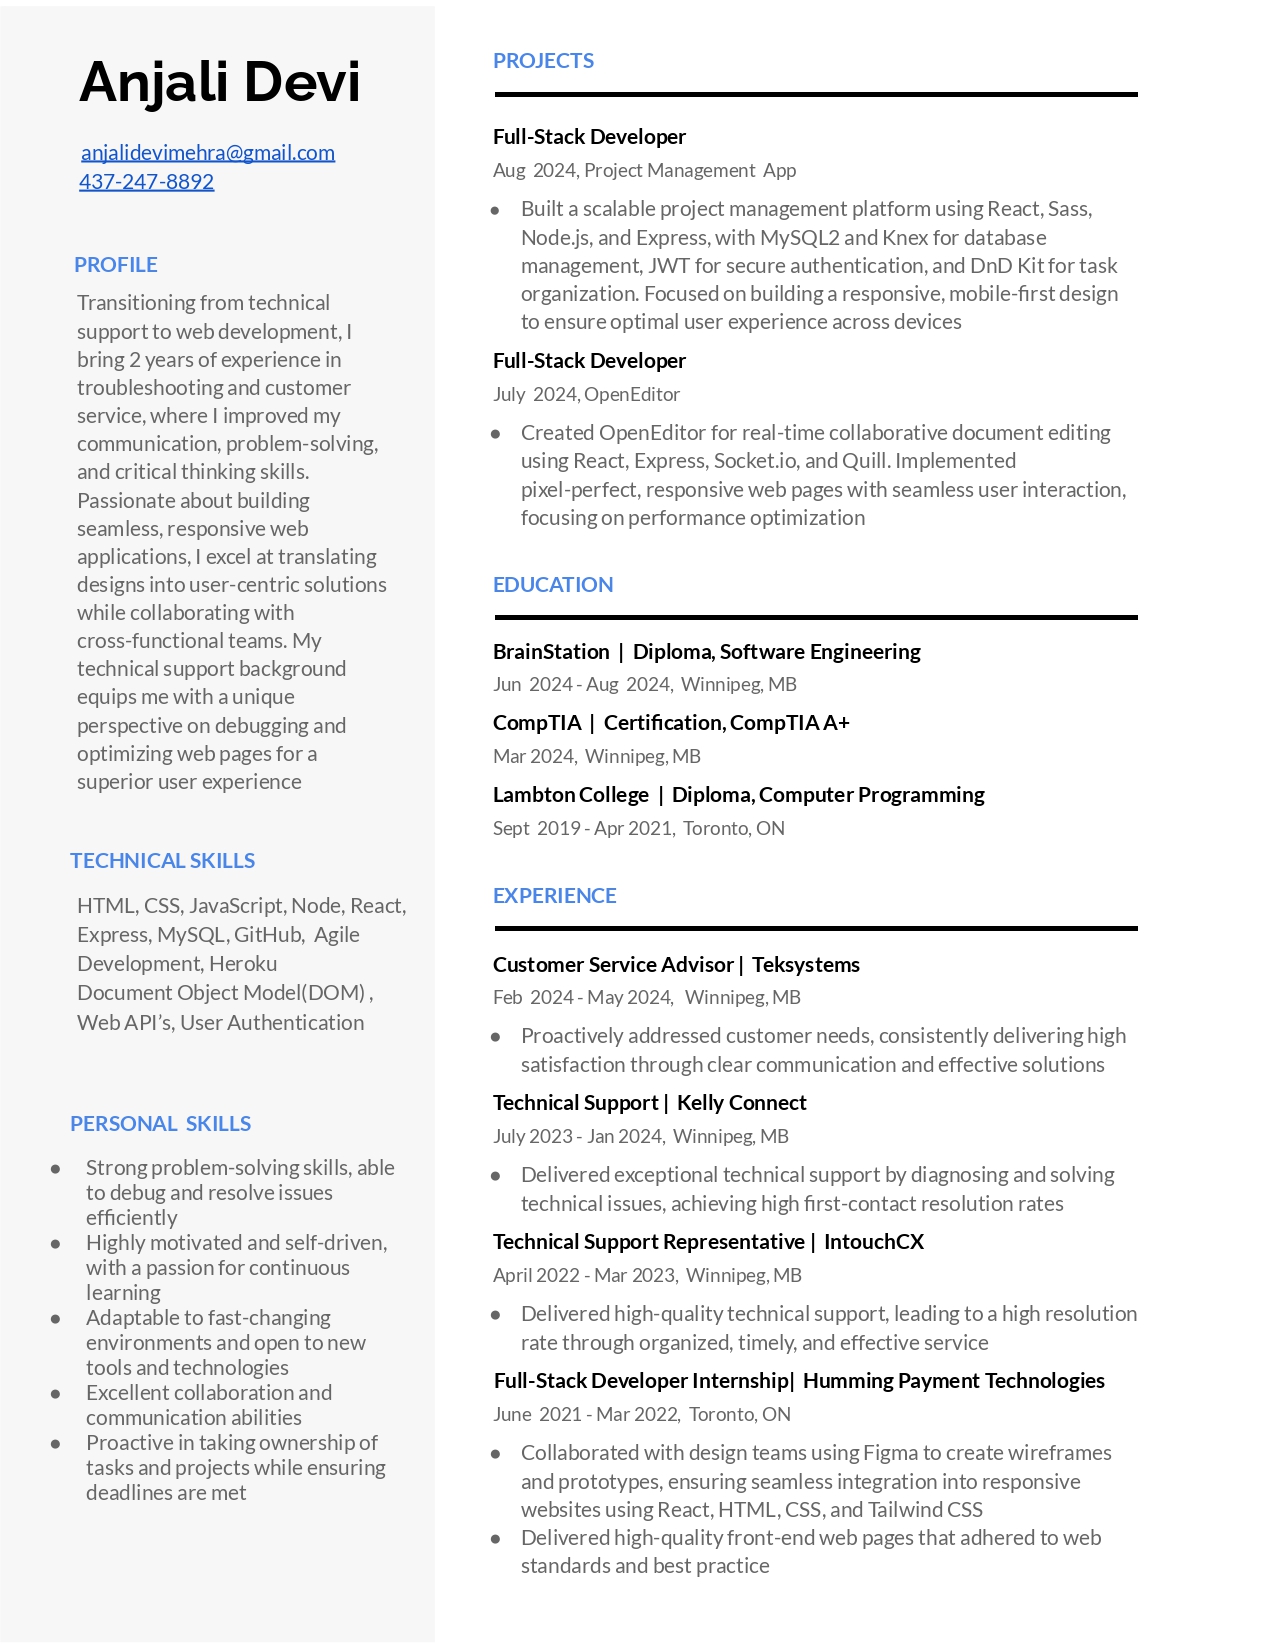 Anjali Devi
anjalidevimehra@gmail.com
437-247-8892
PROFILE
Transitioning from technical
support to web development, I
bring 2 years of experience in
troubleshooting and customer
service, where I improved my
communication, problem-solving,
and critical thinking skills.
Passionate about building
seamless, responsive web
applications, I excel at translating
designs into user-centric solutions
while collaborating with
cross-functional teams. My
technical support background
equips me with a unique
perspective on debugging and
optimizing web pages for a
superior user experience
TECHNICAL SKILLS
HTML, CSS, JavaScript, Node, React,
Express, MySQL, GitHub, Agile
Development, Heroku
Document Object Model(DOM) ,
Web API’s, User Authentication
PERSONAL SKILLS
● Strong problem-solving skills, able
to debug and resolve issues
efficiently
● Highly motivated and self-driven,
with a passion for continuous
learning
● Adaptable to fast-changing
environments and open to new
tools and technologies
● Excellent collaboration and
communication abilities
● Proactive in taking ownership of
tasks and projects while ensuring
deadlines are met
PROJECTS
Full-Stack Developer
Aug 2024, Project Management App
● Built a scalable project management platform using React, Sass,
Node.js, and Express, with MySQL2 and Knex for database
management, JWT for secure authentication, and DnD Kit for task
organization. Focused on building a responsive, mobile-first design
to ensure optimal user experience across devices
Full-Stack Developer
July 2024, OpenEditor
● Created OpenEditor for real-time collaborative document editing
using React, Express, Socket.io, and Quill. Implemented
pixel-perfect, responsive web pages with seamless user interaction,
focusing on performance optimization
EDUCATION
BrainStation | Diploma, Software Engineering
Jun 2024 - Aug 2024, Winnipeg, MB
CompTIA | Certification, CompTIA A+
Mar 2024, Winnipeg, MB
Lambton College | Diploma, Computer Programming
Sept 2019 - Apr 2021, Toronto, ON
EXPERIENCE
Customer Service Advisor | Teksystems
Feb 2024 - May 2024, Winnipeg, MB
● Proactively addressed customer needs, consistently delivering high
satisfaction through clear communication and effective solutions
Technical Support | Kelly Connect
July 2023 - Jan 2024, Winnipeg, MB
● Delivered exceptional technical support by diagnosing and solving
technical issues, achieving high first-contact resolution rates
Technical Support Representative | IntouchCX
April 2022 - Mar 2023, Winnipeg, MB
● Delivered high-quality technical support, leading to a high resolution
rate through organized, timely, and effective service
Full-Stack Developer Internship| Humming Payment Technologies
June 2021 - Mar 2022, Toronto, ON
● Collaborated with design teams using Figma to create wireframes
and prototypes, ensuring seamless integration into responsive
websites using React, HTML, CSS, and Tailwind CSS
● Delivered high-quality front-end web pages that adhered to web
standards and best practice